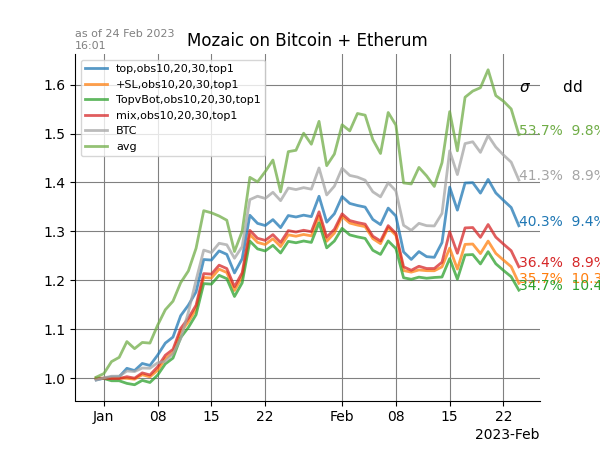 as of 24 Feb 2023
16:01
Mozaic on Bitcoin + Etherum
top,obs10,20,30,top1
+SL,obs10,20,30,top1
TopvBot,obs10,20,30,top1
mix,obs10,20,30,top1
BTC
avg
σ dd
53.7% 9.8%
41.3% 8.9%
40.3% 9.4%
36.4% 8.9%
35.7% 10.3
34.7% 10.4
1.6
1.5
1.4
1.3
1.2
1.1
1.0
Jan 08 15 22 Feb 08 15 22
2023-Feb